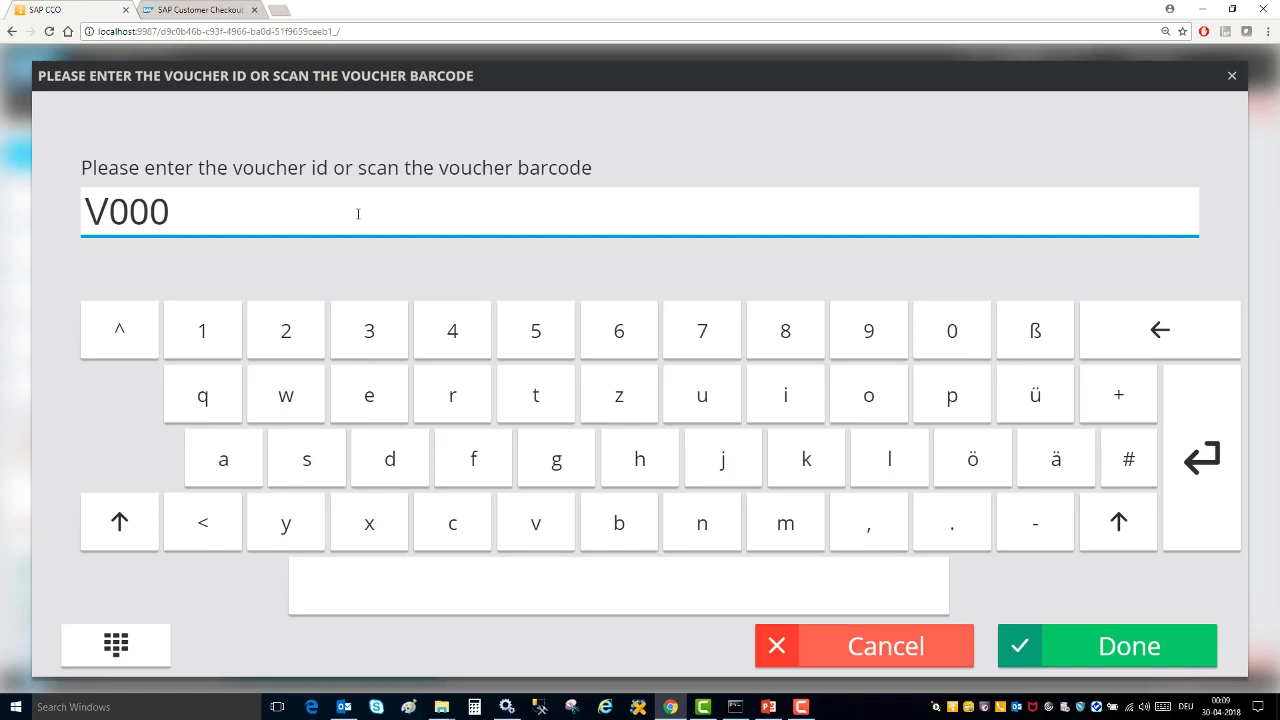 SAP CCO
SAP Customer Checkout
localhost:9987/d9c0b46b-c93f-4966-ba0d-51f9659ceeb1_/
PLEASE ENTER THE VOUCHER ID OR SCAN THE VOUCHER BARCODE
Please enter the voucher id or scan the voucher barcode
V000
^ 1 2 3 4 5 6 7 8 9 0 ß ←
q w e r t z u i o p ü +
a s d f g h j k l ö ä #
< y x c v b n m , . -
Cancel Done
Search Windows
DEU
00:09
20-04-2018